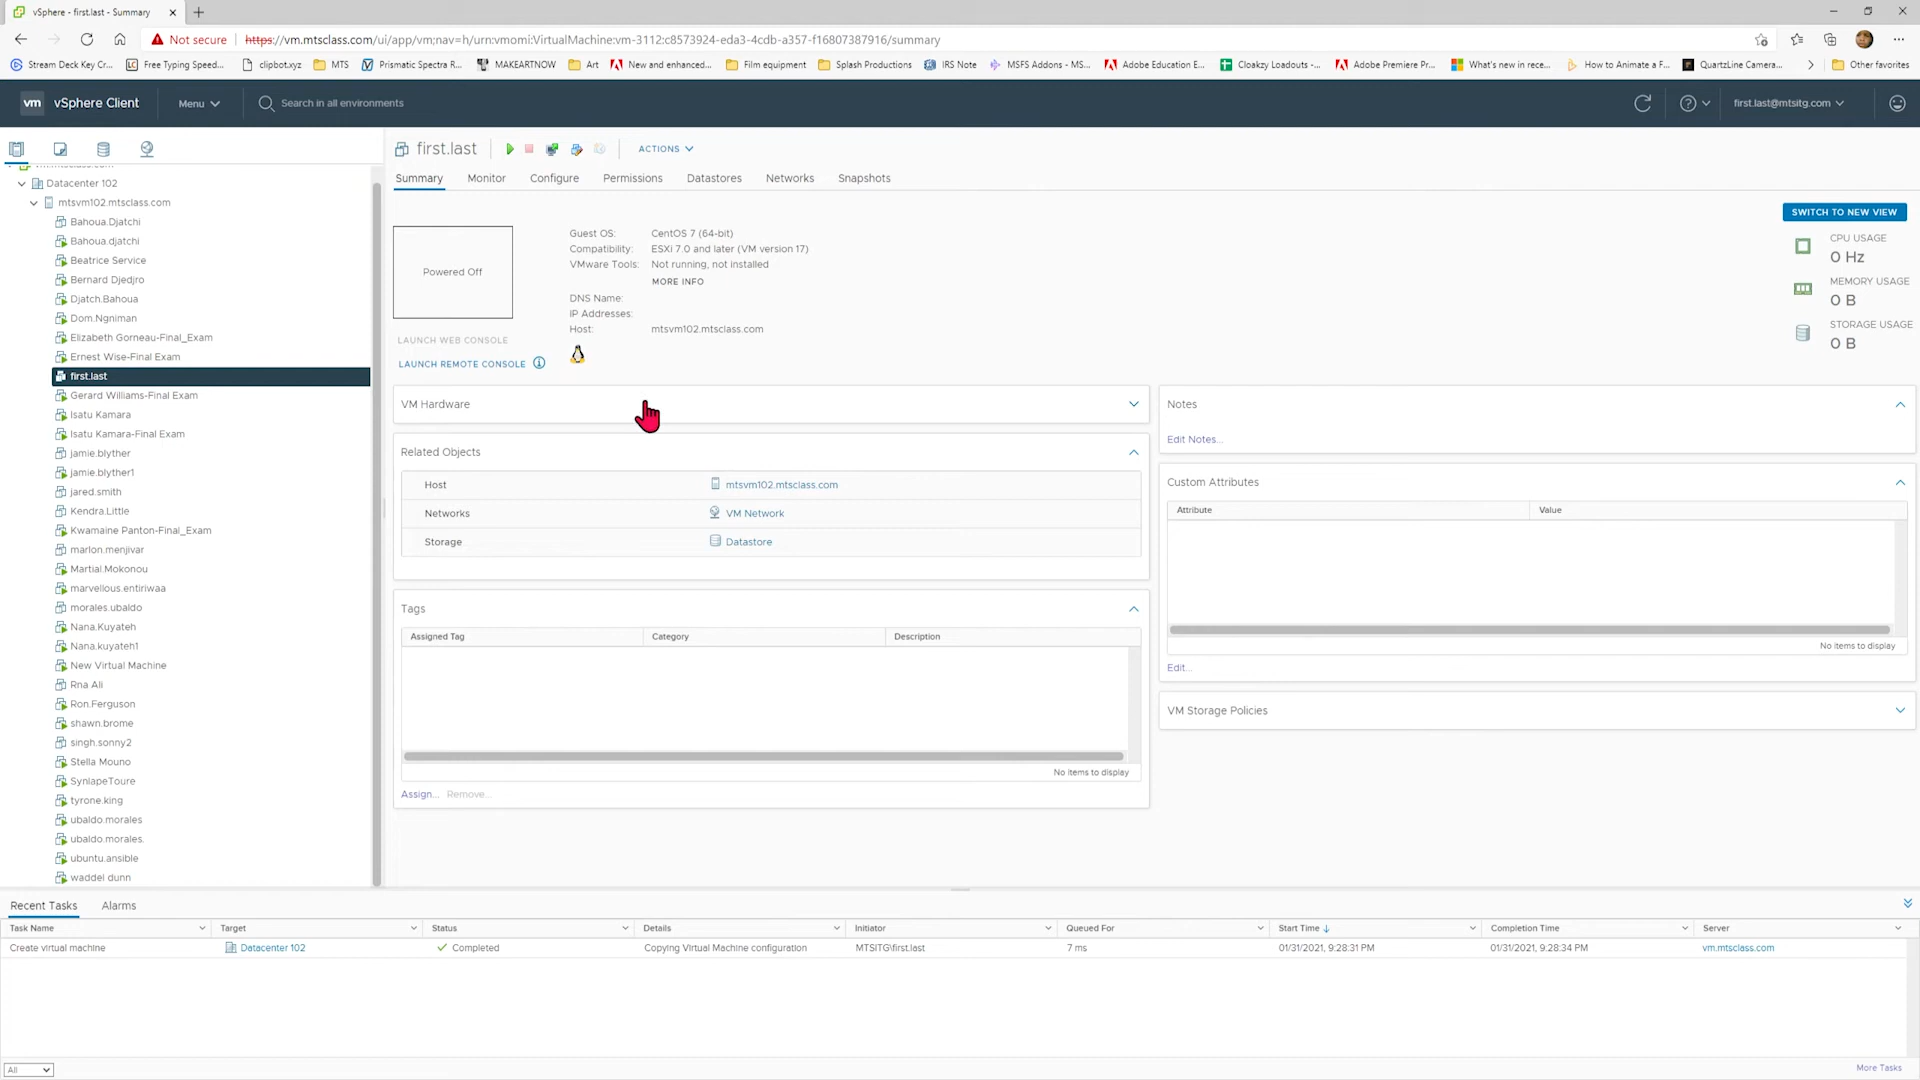 vSphere - first.last - Summary
Not secure
https://vm.mtsclass.com/ui/app/vm;nav=h/urn:vmomi:VirtualMachine:vm-3112:c8573924-eda3-4cdb-a357-f16807387916/summary
Stream Deck Key Cr...
Free Typing Speed...
clipbot.xyz
MTS
Prismatic Spectra R...
MAKEARTNOW
Art
New and enhanced...
Film equipment
Splash Productions
IRS Note
MSFS Addons - MS...
Adobe Education E...
Cloakzy Loadouts -...
Adobe Premiere Pr...
What's new in rece...
How to Animate a F...
QuartzLine Camera...
Other favorites
vm
vSphere Client
Menu
Search in all environments
first.last@mtsitg.com
Datacenter 102
mtsvm102.mtsclass.com
Bahoua.Djatchi
Bahoua.djatchi
Beatrice Service
Bernard Djedjro
Djatch.Bahoua
Dom.Ngniman
Elizabeth Gorneau-Final_Exam
Ernest Wise-Final Exam
first.last
Gerard Williams-Final Exam
Isatu Kamara
Isatu Kamara-Final Exam
jamie.blyther
jamie.blyther1
jared.smith
Kendra.Little
Kwamaine Panton-Final_Exam
marlon.menjivar
Martial.Mokonou
marvellous.entiriwaa
morales.ubaldo
Nana.Kuyateh
Nana.kuyateh1
New Virtual Machine
Rna Ali
Ron.Ferguson
shawn.brome
singh.sonny2
Stella Mouno
SynlapeToure
tyrone.king
ubaldo.morales
ubaldo.morales.
ubuntu.ansible
waddel dunn
first.last
ACTIONS
Summary
Monitor
Configure
Permissions
Datastores
Networks
Snapshots
SWITCH TO NEW VIEW
Powered Off
LAUNCH WEB CONSOLE
LAUNCH REMOTE CONSOLE
Guest OS: CentOS 7 (64-bit)
Compatibility: ESXi 7.0 and later (VM version 17)
VMware Tools: Not running, not installed
MORE INFO
DNS Name:
IP Addresses:
Host: mtsvm102.mtsclass.com
CPU USAGE
0 Hz
MEMORY USAGE
0 B
STORAGE USAGE
0 B
VM Hardware
Related Objects
Host mtsvm102.mtsclass.com
Networks VM Network
Storage Datastore
Tags
Assigned Tag Category Description
No items to display
Assign... Remove...
Notes
Edit Notes...
Custom Attributes
Attribute Value
No items to display
Edit...
VM Storage Policies
Recent Tasks Alarms
Task Name Target Status Details Initiator Queued For Start Time Completion Time Server
Create virtual machine Datacenter 102 Completed Copying Virtual Machine configuration MTSITG\first.last 7 ms 01/31/2021, 9:28:31 PM 01/31/2021, 9:28:34 PM vm.mtsclass.com
All
More Tasks